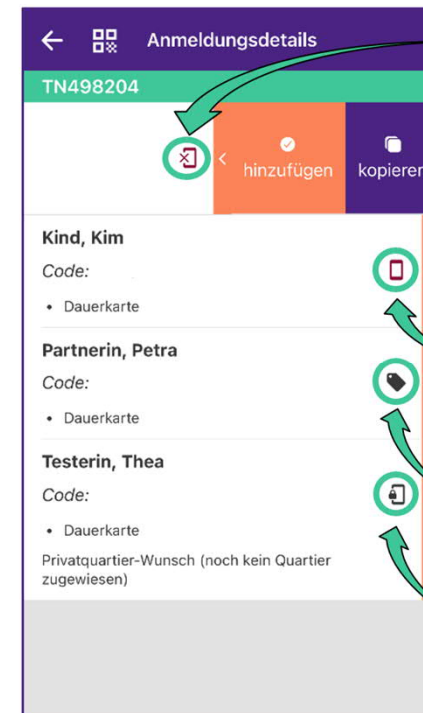 Anmeldungsdetails
TN498204
hinzufügen
kopieren
Kind, Kim
Code:
• Dauerkarte
Partnerin, Petra
Code:
• Dauerkarte
Testerin, Thea
Code:
• Dauerkarte
Privatquartier-Wunsch (noch kein Quartier
zugewiesen)